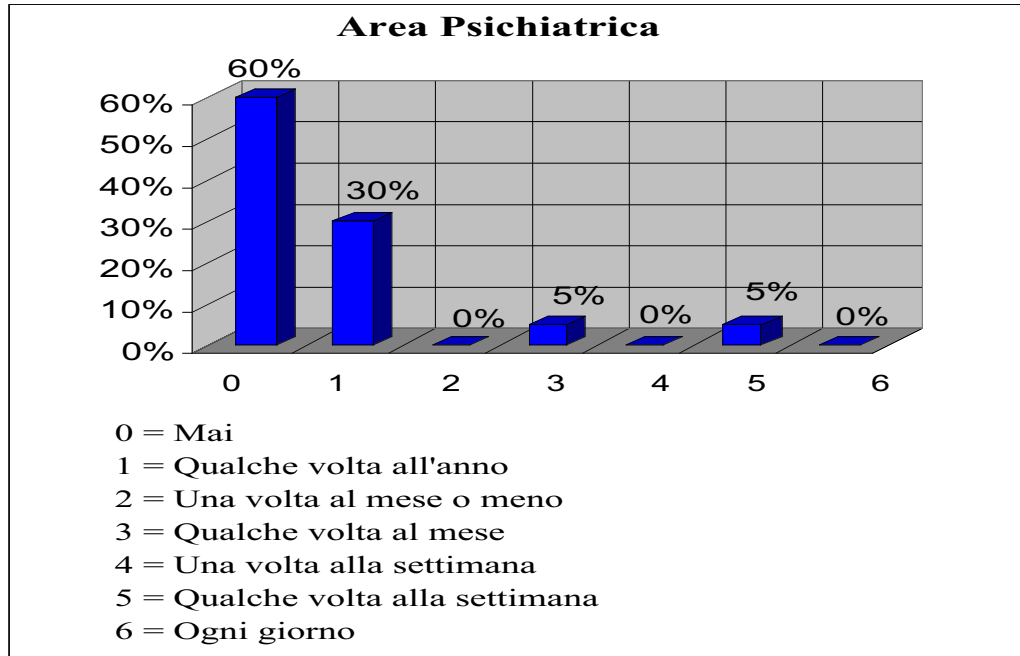 Area Psichiatrica
60%
30%
0%
5%
0%
5%
0%
60%
50%
40%
30%
20%
10%
0%
0 1 2 3 4 5 6
0 = Mai
1 = Qualche volta all'anno
2 = Una volta al mese o meno
3 = Qualche volta al mese
4 = Una volta alla settimana
5 = Qualche volta alla settimana
6 = Ogni giorno